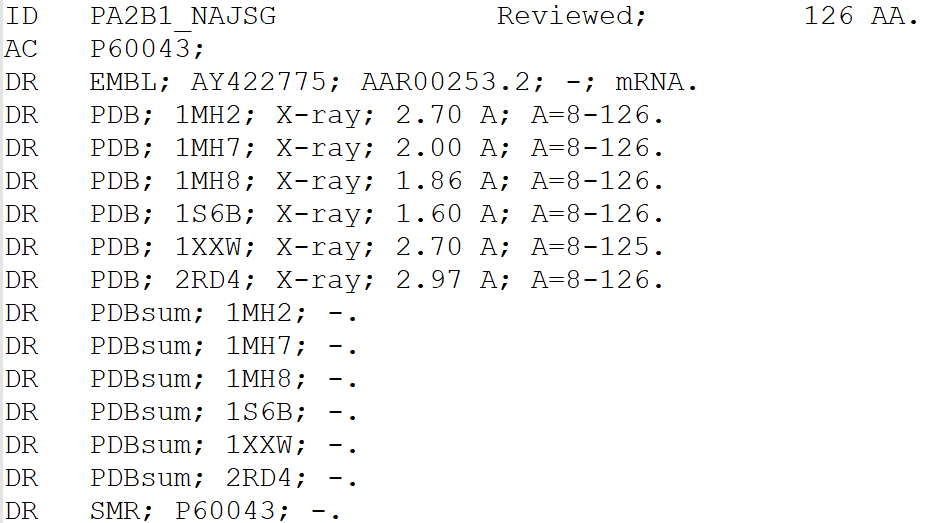 ID   PA2B1_NAJSG             Reviewed;         126 AA.
AC   P60043;
DR   EMBL; AY422775; AAR00253.2; -; mRNA.
DR   PDB; 1MH2; X-ray; 2.70 A; A=8-126.
DR   PDB; 1MH7; X-ray; 2.00 A; A=8-126.
DR   PDB; 1MH8; X-ray; 1.86 A; A=8-126.
DR   PDB; 1S6B; X-ray; 1.60 A; A=8-126.
DR   PDB; 1XXW; X-ray; 2.70 A; A=8-125.
DR   PDB; 2RD4; X-ray; 2.97 A; A=8-126.
DR   PDBsum; 1MH2; -.
DR   PDBsum; 1MH7; -.
DR   PDBsum; 1MH8; -.
DR   PDBsum; 1S6B; -.
DR   PDBsum; 1XXW; -.
DR   PDBsum; 2RD4; -.
DR   SMR; P60043; -.